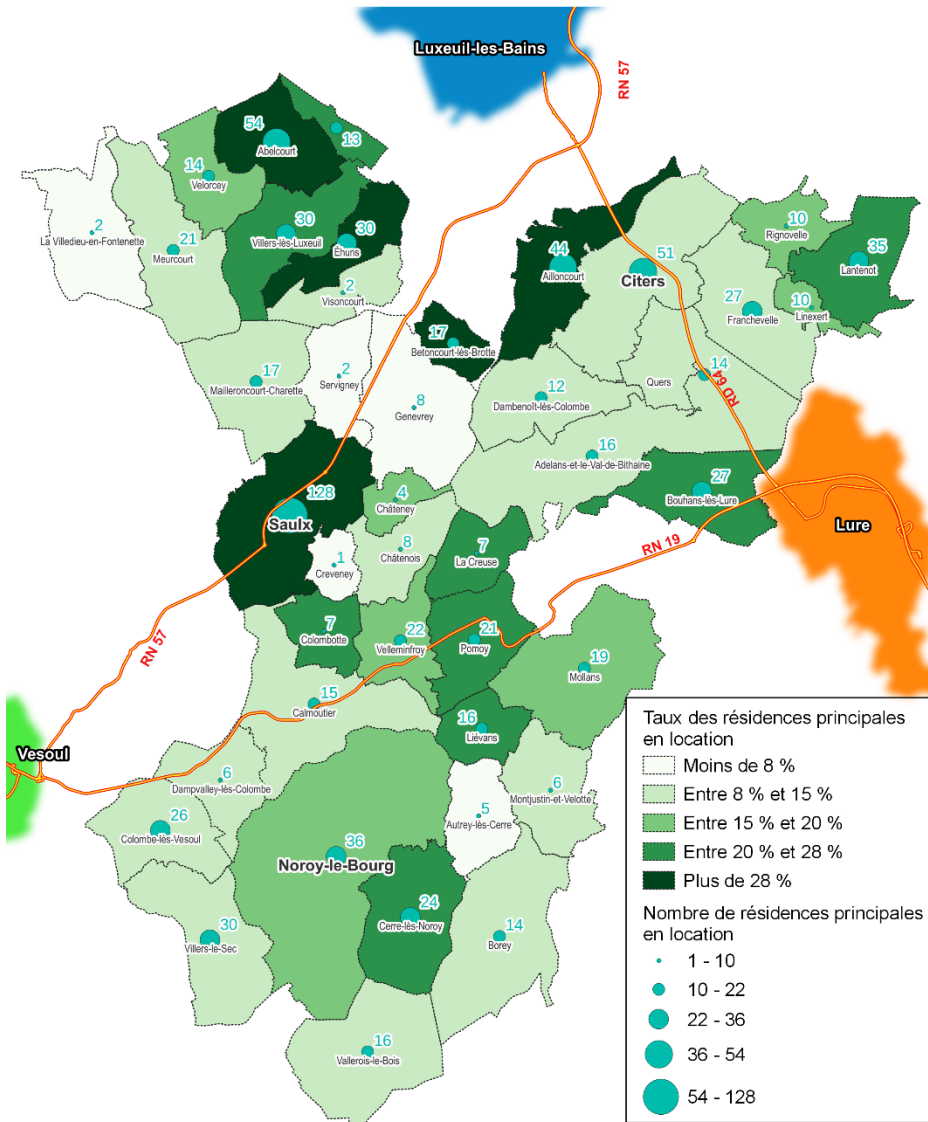 Luxeuil-les-Bains
RN 57
54
Abelcourt
13
14
Velorcey
2
La Villedieu-en-Fontenette
21
Meurcourt
30
Villers-lès-Luxeuil
30
Éhuns
2
Visoncourt
44
Ailloncourt
51
Citers
10
Rignovelle
35
Lantenot
27
Franchevelle
10
Linexert
17
Betoncourt-lès-Brotte
17
Mailleroncourt-Charette
2
Servigney
8
Genevrey
12
Dambenoît-lès-Colombe
Quers
14
RD 64
16
Adelans-et-le-Val-de-Bithaine
27
Bouhans-lès-Lure
Lure
128
Saulx
4
Châteney
8
Châtenois
1
Creveney
7
La Creuse
RN 19
RN 57
7
Colombotte
22
Velleminfroy
21
Pomoy
19
Mollans
15
Calmoutier
16
Liévans
Vesoul
6
Dampvalley-lès-Colombe
26
Colombe-lès-Vesoul
5
Autrey-lès-Cerre
6
Montjustin-et-Velotte
36
Noroy-le-Bourg
24
Cerre-lès-Noroy
30
Villers-le-Sec
14
Borey
16
Vallerois-le-Bois
Taux des résidences principales
en location
Moins de 8 %
Entre 8 % et 15 %
Entre 15 % et 20 %
Entre 20 % et 28 %
Plus de 28 %
Nombre de résidences principales
en location
1 - 10
10 - 22
22 - 36
36 - 54
54 - 128